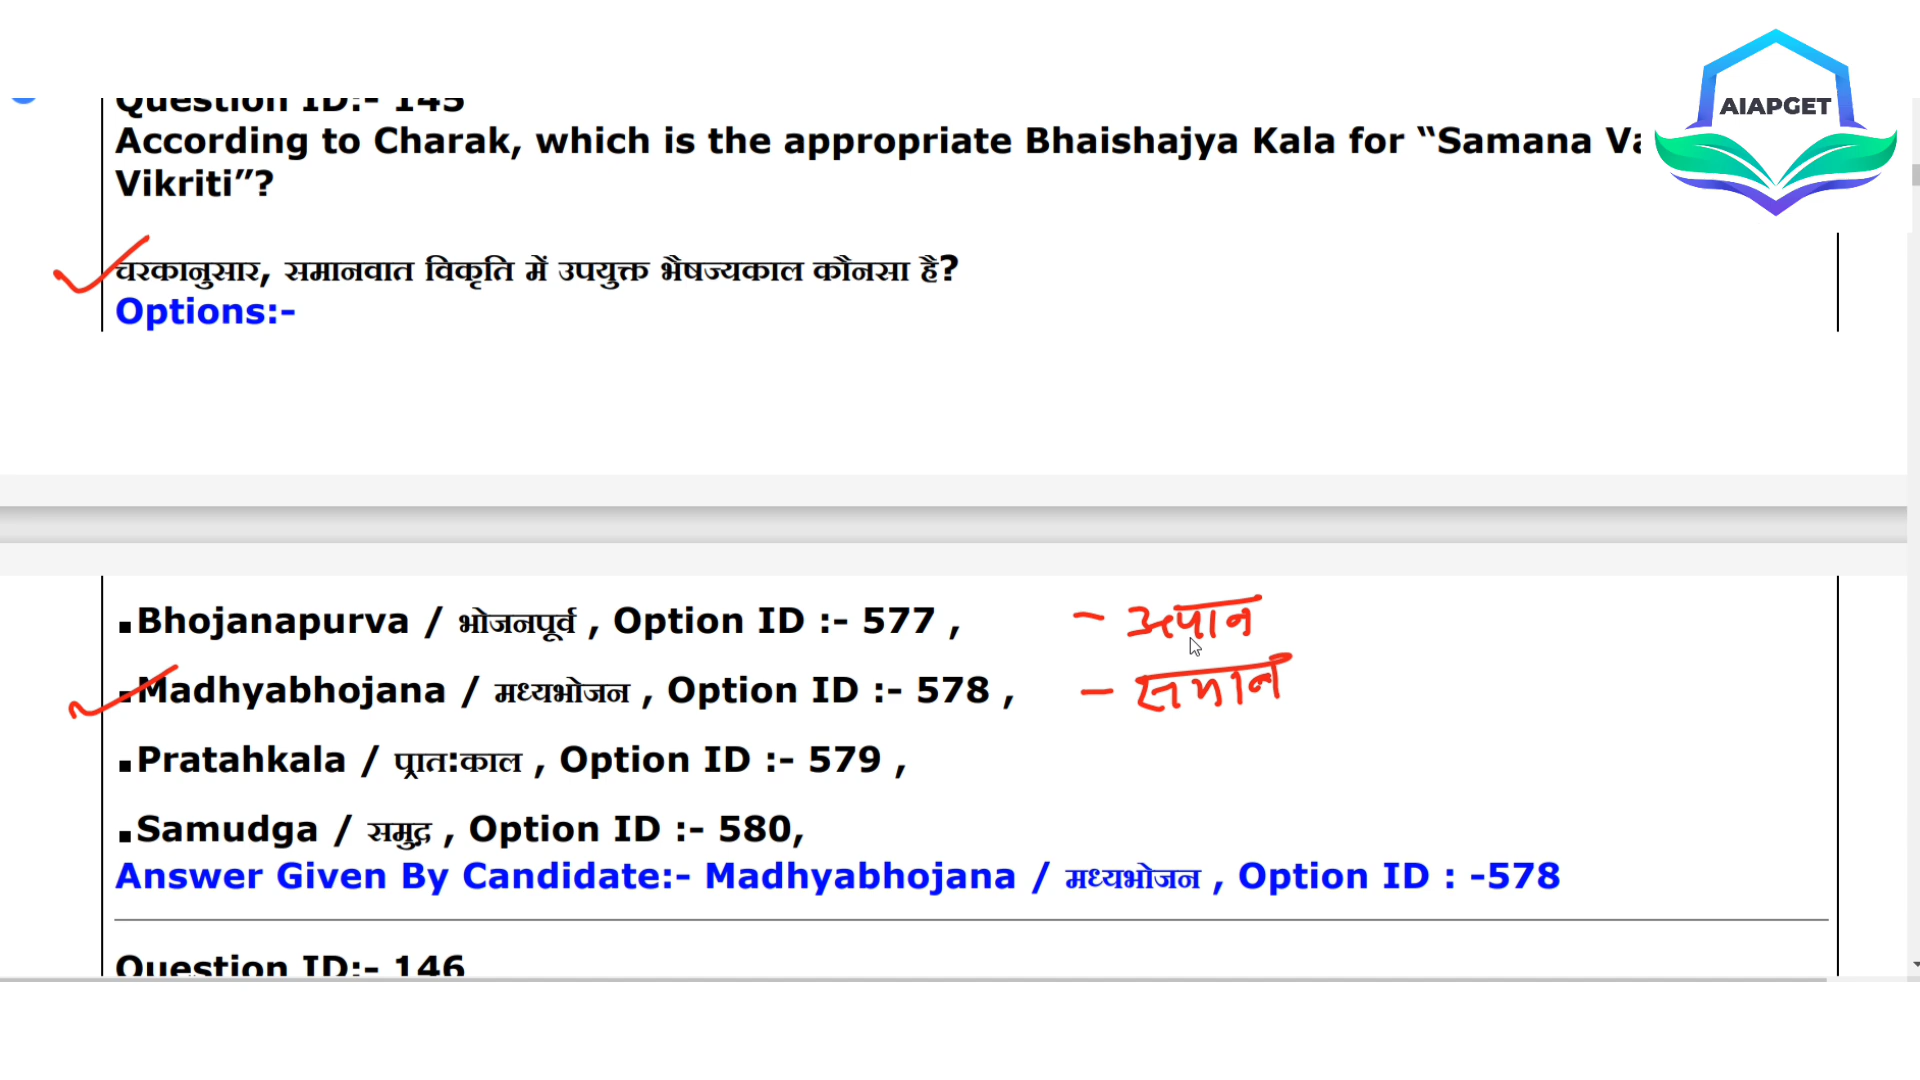 AIAPGET
Question ID:- 145
According to Charak, which is the appropriate Bhaishajya Kala for “Samana
Vikriti”?
चरकानुसार, समानवात विकृति में उपयुक्त भैषज्यकाल कौनसा है?
Options:-
▪Bhojanapurva / भोजनपूर्व , Option ID :- 577 , - अपान
▪Madhyabhojana / मध्यभोजन , Option ID :- 578 , - समान
▪Pratahkala / प्रात:काल , Option ID :- 579 ,
▪Samudga / समुद्ग , Option ID :- 580,
Answer Given By Candidate:- Madhyabhojana / मध्यभोजन , Option ID : -578
Question ID:- 146